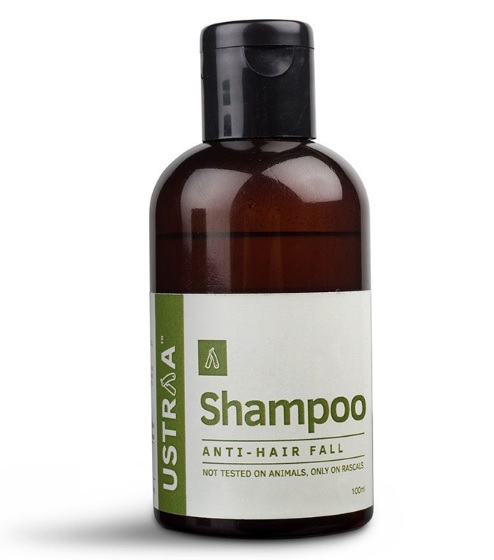 USTRAA™
Shampoo
ANTI-HAIR FALL
NOT TESTED ON ANIMALS, ONLY ON RASCALS.
100ml